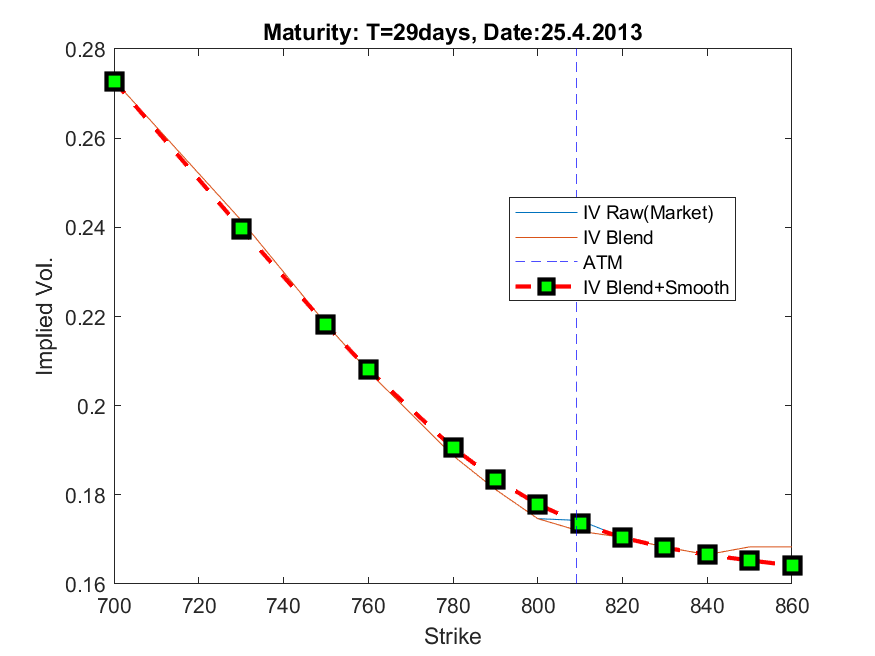 Maturity: T=29days, Date:25.4.2013
0.28
0.26
0.24
0.22
0.2
0.18
0.16
Implied Vol.
IV Raw(Market)
IV Blend
ATM
IV Blend+Smooth
700 720 740 760 780 800 820 840 860
Strike